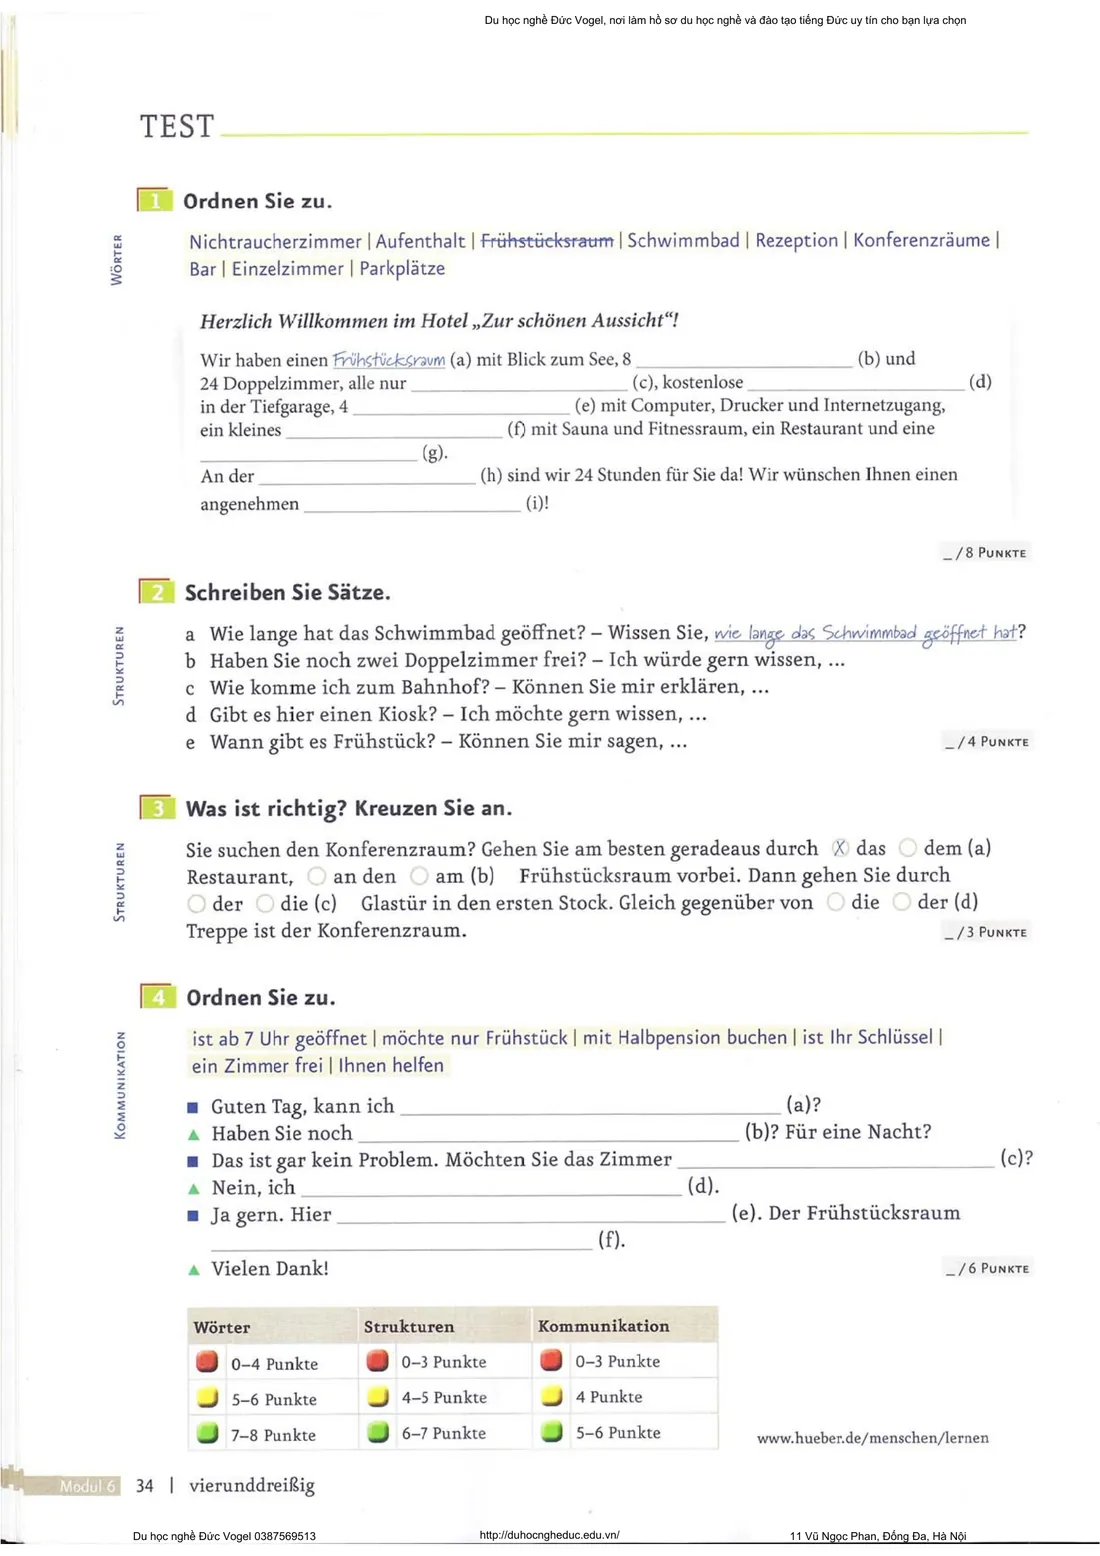 Du học nghề Đức Vogel, nơi làm hồ sơ du học nghề và đào tạo tiếng Đức uy tín cho bạn lựa chọn
TEST
1 Ordnen Sie zu.
WÖRTER
Nichtraucherzimmer | Aufenthalt | Frühstücksraum | Schwimmbad | Rezeption | Konferenzräume |
Bar | Einzelzimmer | Parkplätze
Herzlich Willkommen im Hotel „Zur schönen Aussicht“!
Wir haben einen Frühstücksraum (a) mit Blick zum See, 8 ____ (b) und
24 Doppelzimmer, alle nur ____ (c), kostenlose ____ (d)
in der Tiefgarage, 4 ____ (e) mit Computer, Drucker und Internetzugang,
ein kleines ____ (f) mit Sauna und Fitnessraum, ein Restaurant und eine
____ (g).
An der ____ (h) sind wir 24 Stunden für Sie da! Wir wünschen Ihnen einen
angenehmen ____ (i)!
_/8 PUNKTE
2 Schreiben Sie Sätze.
STRUKTUREN
a Wie lange hat das Schwimmbad geöffnet? – Wissen Sie, wie lange das Schwimmbad geöffnet hat?
b Haben Sie noch zwei Doppelzimmer frei? – Ich würde gern wissen, ...
c Wie komme ich zum Bahnhof? – Können Sie mir erklären, ...
d Gibt es hier einen Kiosk? – Ich möchte gern wissen, ...
e Wann gibt es Frühstück? – Können Sie mir sagen, ...
_/4 PUNKTE
3 Was ist richtig? Kreuzen Sie an.
STRUKTUREN
Sie suchen den Konferenzraum? Gehen Sie am besten geradeaus durch ⊗ das ○ dem (a)
Restaurant, ○ an den ○ am (b) Frühstücksraum vorbei. Dann gehen Sie durch
○ der ○ die (c) Glastür in den ersten Stock. Gleich gegenüber von ○ die ○ der (d)
Treppe ist der Konferenzraum.
_/3 PUNKTE
4 Ordnen Sie zu.
KOMMUNIKATION
ist ab 7 Uhr geöffnet | möchte nur Frühstück | mit Halbpension buchen | ist Ihr Schlüssel |
ein Zimmer frei | Ihnen helfen
■ Guten Tag, kann ich ____ (a)?
▲ Haben Sie noch ____ (b)? Für eine Nacht?
■ Das ist gar kein Problem. Möchten Sie das Zimmer ____ (c)?
▲ Nein, ich ____ (d).
■ Ja gern. Hier ____ (e). Der Frühstücksraum
____ (f).
▲ Vielen Dank!
_/6 PUNKTE
Wörter Strukturen Kommunikation
0–4 Punkte 0–3 Punkte 0–3 Punkte
5–6 Punkte 4–5 Punkte 4 Punkte
7–8 Punkte 6–7 Punkte 5–6 Punkte
www.hueber.de/menschen/lernen
Modul 6 34 | vierunddreißig
Du học nghề Đức Vogel 0387569513 http://duhocngheduc.edu.vn/ 11 Vũ Ngọc Phan, Đống Đa, Hà Nội